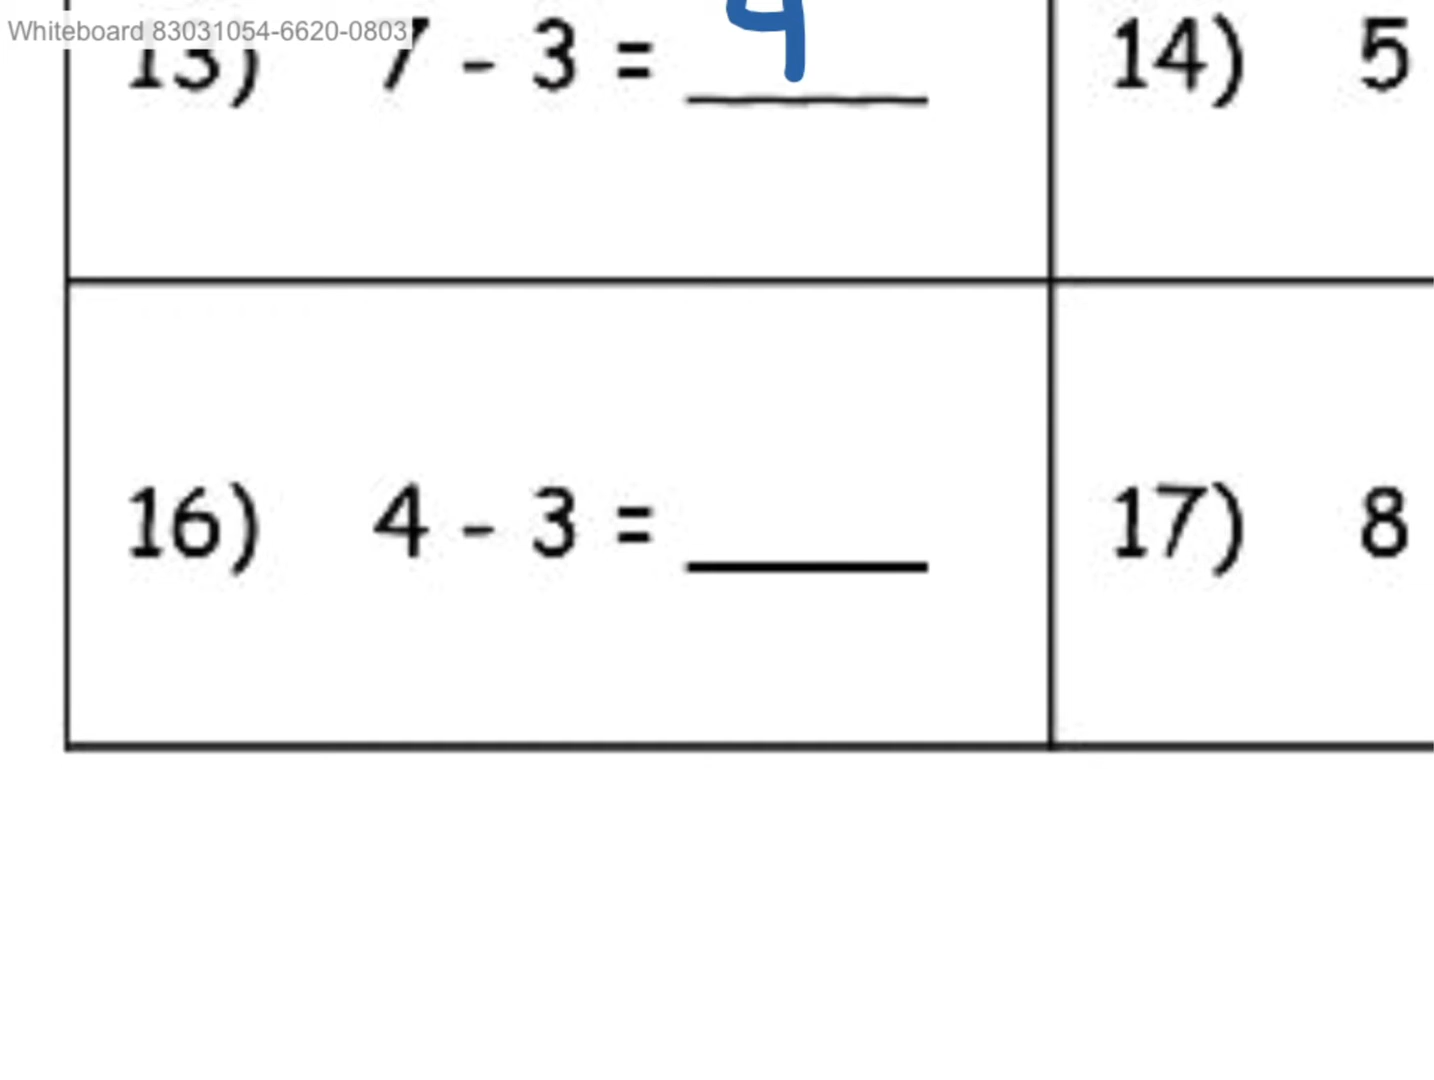 Whiteboard 83031054-6620-0803
13) 7 - 3 = 4
14) 5
16) 4 - 3 = ____
17) 8